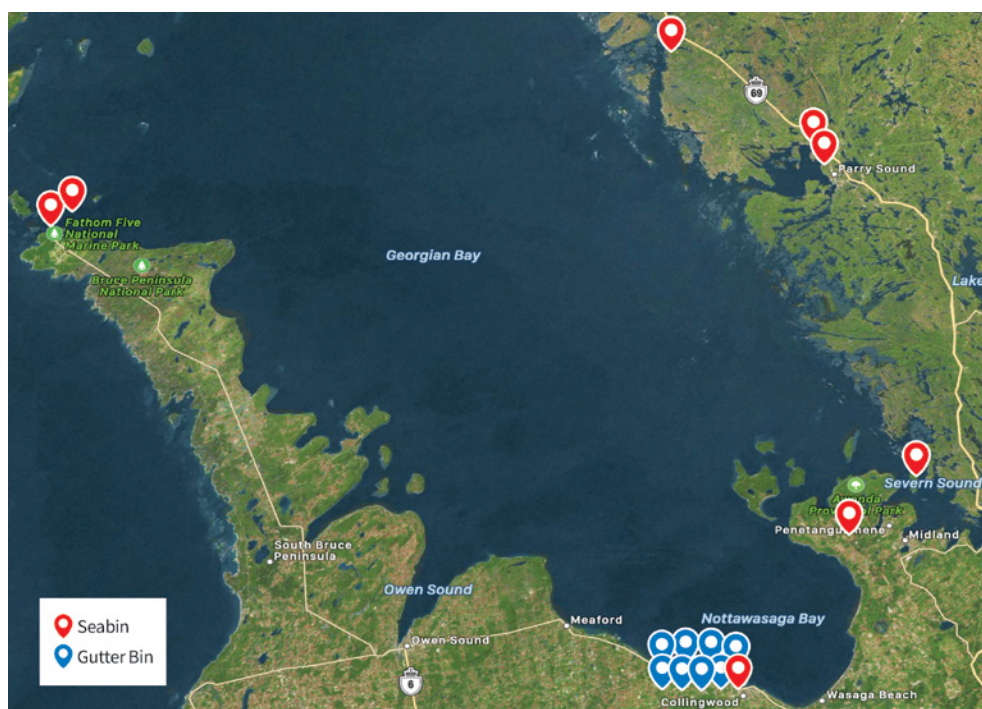 69
Parry Sound
Fathom Five
National
Marine Park
Georgian Bay
Bruce Peninsula
National Park
Lake
Severn Sound
Awenda
Provincial Park
Penetanguishene
Midland
South Bruce
Peninsula
Owen Sound
Meaford
Nottawasaga Bay
Owen Sound
6
Collingwood
Wasaga Beach
Seabin
Gutter Bin